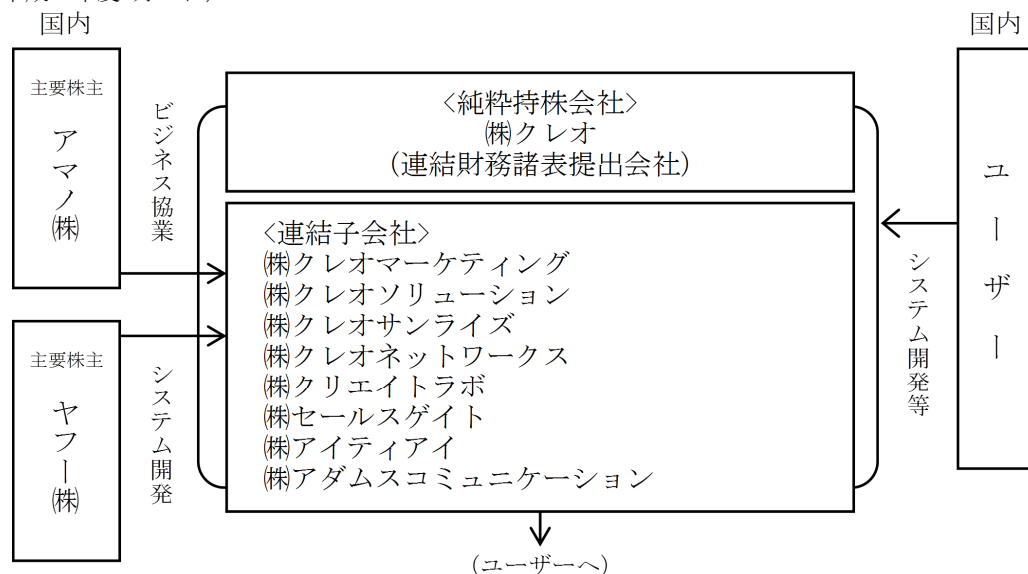 国内
主要株主
アマノ㈱
ビジネス協業
主要株主
ヤフー㈱
システム開発
<純粋持株会社>
㈱クレオ
(連結財務諸表提出会社)
<連結子会社>
㈱クレオマーケティング
㈱クレオソリューション
㈱クレオサンライズ
㈱クレオネットワークス
㈱クリエイトラボ
㈱セールスゲイト
㈱アイティアイ
㈱アダムスコミュニケーション
(ユーザーへ)
国内
ユーザー
システム開発等